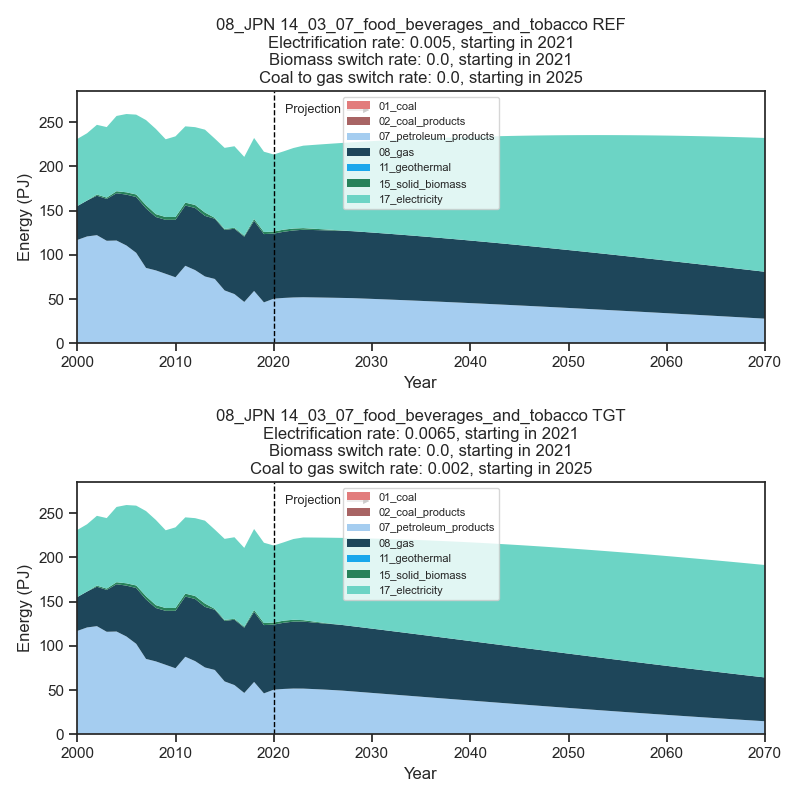 08_JPN 14_03_07_food_beverages_and_tobacco REF
Electrification rate: 0.005, starting in 2021
Biomass switch rate: 0.0, starting in 2021
Coal to gas switch rate: 0.0, starting in 2025
Energy (PJ)
250
200
150
100
50
0
Projection
01_coal
02_coal_products
07_petroleum_products
08_gas
11_geothermal
15_solid_biomass
17_electricity
2000 2010 2020 2030 2040 2050 2060 2070
Year
08_JPN 14_03_07_food_beverages_and_tobacco TGT
Electrification rate: 0.0065, starting in 2021
Biomass switch rate: 0.0, starting in 2021
Coal to gas switch rate: 0.002, starting in 2025
Energy (PJ)
250
200
150
100
50
0
Projection
01_coal
02_coal_products
07_petroleum_products
08_gas
11_geothermal
15_solid_biomass
17_electricity
2000 2010 2020 2030 2040 2050 2060 2070
Year